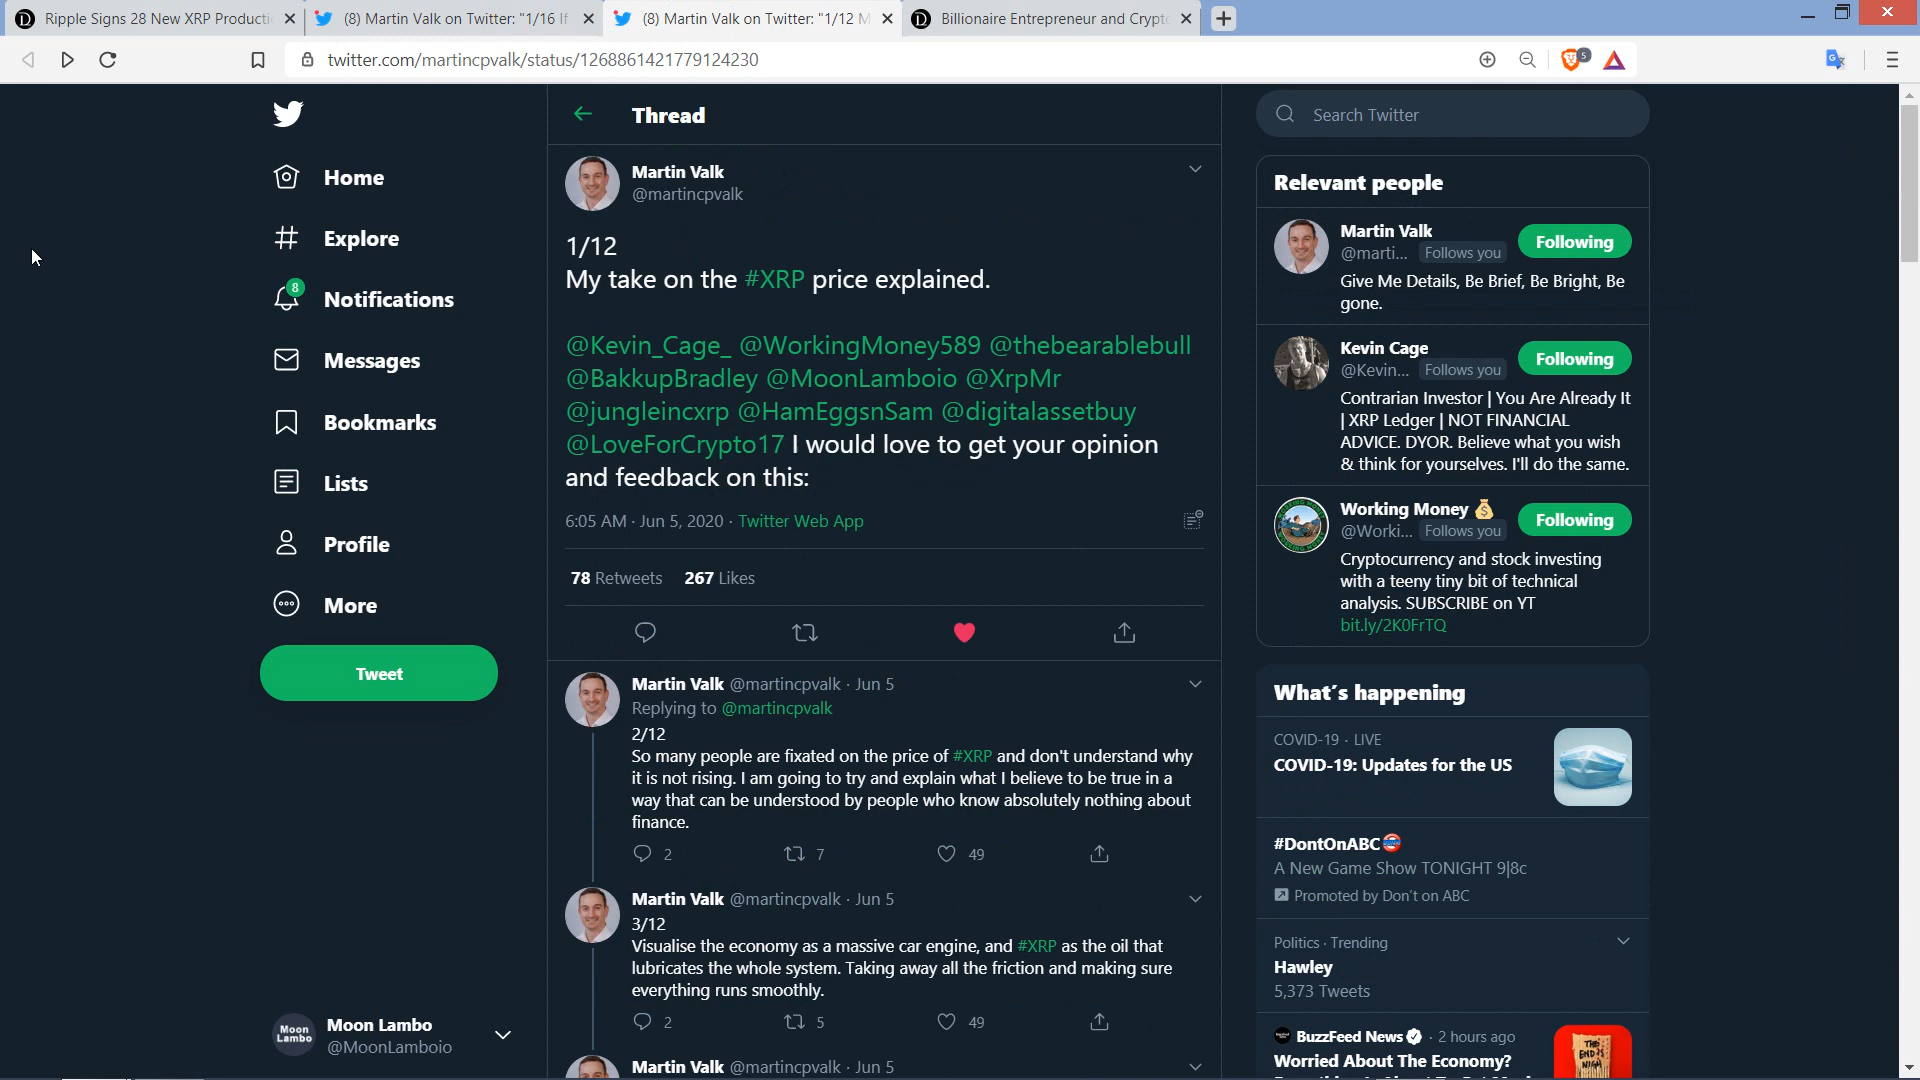 Ripple Signs 28 New XRP Producti
(8) Martin Valk on Twitter: "1/16 If
(8) Martin Valk on Twitter: "1/12 M
Billionaire Entrepreneur and Crypto
twitter.com/martincpvalk/status/1268861421779124230
5
Home
Explore
8
Notifications
Messages
Bookmarks
Lists
Profile
More
Tweet
Moon Lambo
Moon Lambo
@MoonLamboio
Thread
Martin Valk
@martincpvalk
1/12
My take on the #XRP price explained.
@Kevin_Cage_ @WorkingMoney589 @thebearablebull
@BakkupBradley @MoonLamboio @XrpMr
@jungleincxrp @HamEggsnSam @digitalassetbuy
@LoveForCrypto17 I would love to get your opinion
and feedback on this:
6:05 AM · Jun 5, 2020 · Twitter Web App
78 Retweets 267 Likes
Martin Valk @martincpvalk · Jun 5
Replying to @martincpvalk
2/12
So many people are fixated on the price of #XRP and don't understand why
it is not rising. I am going to try and explain what I believe to be true in a
way that can be understood by people who know absolutely nothing about
finance.
2 7 49
Martin Valk @martincpvalk · Jun 5
3/12
Visualise the economy as a massive car engine, and #XRP as the oil that
lubricates the whole system. Taking away all the friction and making sure
everything runs smoothly.
2 5 49
Martin Valk @martincpvalk · Jun 5
Search Twitter
Relevant people
Martin Valk
@marti... Follows you
Following
Give Me Details, Be Brief, Be Bright, Be
gone.
Kevin Cage
@Kevin... Follows you
Following
Contrarian Investor | You Are Already It
| XRP Ledger | NOT FINANCIAL
ADVICE. DYOR. Believe what you wish
& think for yourselves. I'll do the same.
Working Money
@Worki... Follows you
Following
Cryptocurrency and stock investing
with a teeny tiny bit of technical
analysis. SUBSCRIBE on YT
bit.ly/2K0FrTQ
What's happening
COVID-19 · LIVE
COVID-19: Updates for the US
#DontOnABC
A New Game Show TONIGHT 9|8c
Promoted by Don't on ABC
Politics · Trending
Hawley
5,373 Tweets
BuzzFeed News · 2 hours ago
Worried About The Economy?
THE
END IS
NIGH